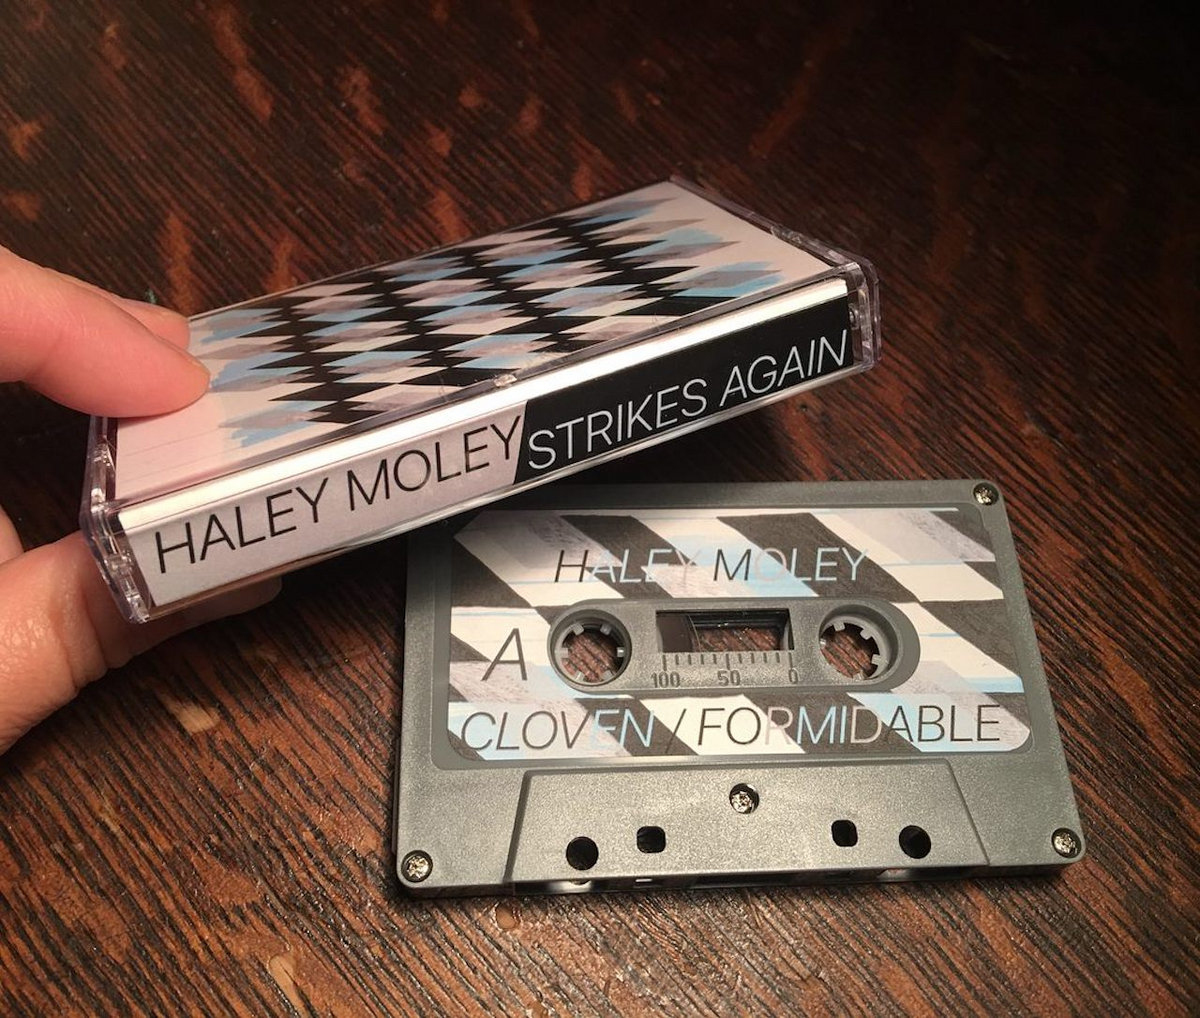 HALEY MOLEY STRIKES AGAIN
HALEY MOLEY
A
100 50 0
CLOVEN / FORMIDABLE